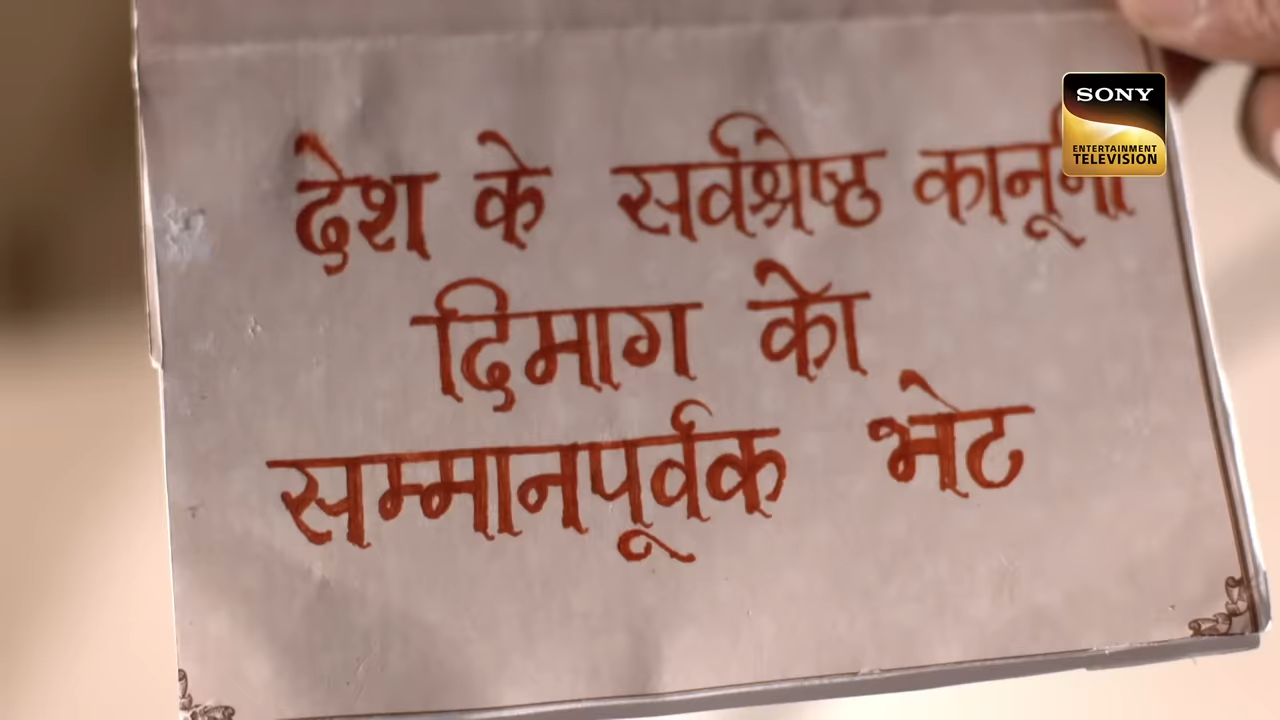 देश के सर्वश्रेष्ठ कानूनी
दिमाग को
सम्मानपूर्वक भेट
SONY
ENTERTAINMENT
TELEVISION